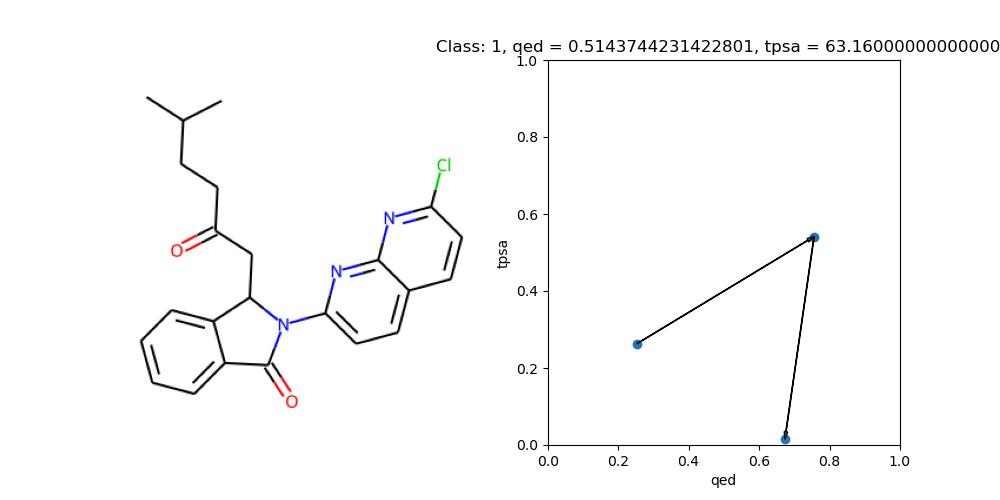 Class: 1, qed = 0.5143744231422801, tpsa = 63.16000000000000
1.0
0.8
0.6
0.4
0.2
0.0
tpsa
0.0 0.2 0.4 0.6 0.8 1.0
qed
Cl
N
O
N
N
O